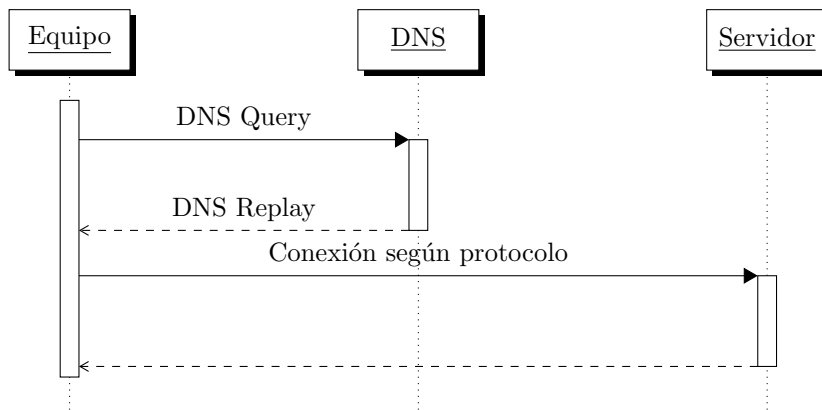 Equipo
DNS
Servidor
DNS Query
DNS Replay
Conexión según protocolo